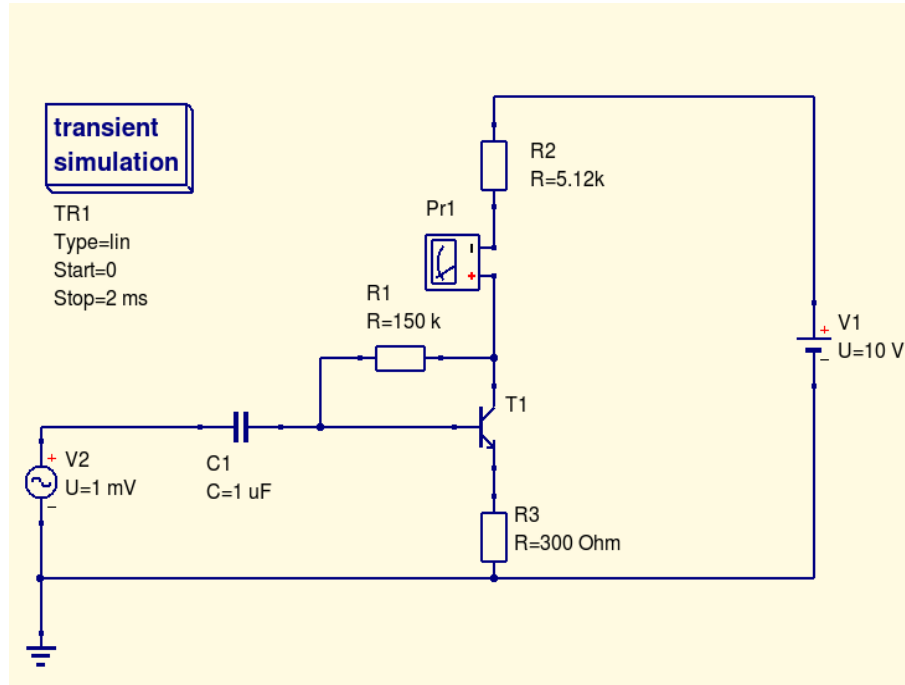 transient
simulation
TR1
Type=lin
Start=0
Stop=2 ms
R2
R=5.12k
Pr1
R1
R=150 k
V1
U=10 V
T1
V2
U=1 mV
C1
C=1 uF
R3
R=300 Ohm